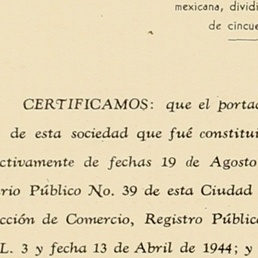 mexicana, dividi
de cincue
CERTIFICAMOS: que el portad
de esta sociedad que fué constitui
ctivamente de fechas 19 de Agosto
rio Público No. 39 de esta Ciudad
cción de Comercio, Registro Públic
L. 3 y fecha 13 de Abril de 1944; y